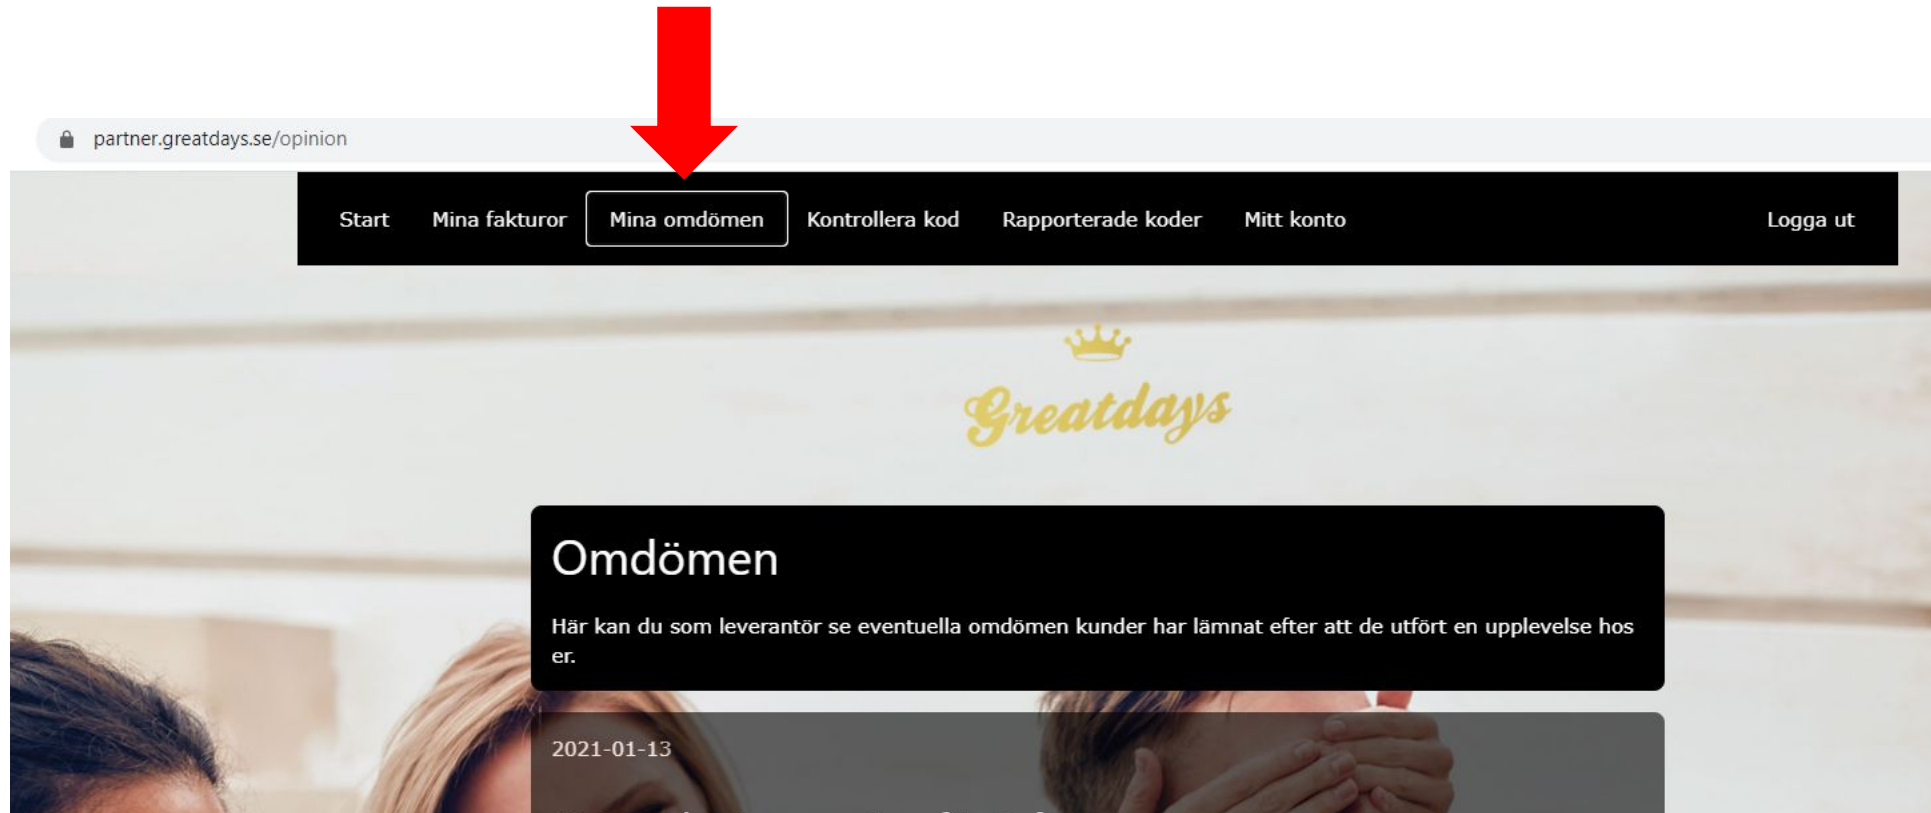 partner.greatdays.se/opinion
Start Mina fakturor Mina omdömen Kontrollera kod Rapporterade koder Mitt konto Logga ut
Greatdays
Omdömen
Här kan du som leverantör se eventuella omdömen kunder har lämnat efter att de utfört en upplevelse hos
er.
2021-01-13